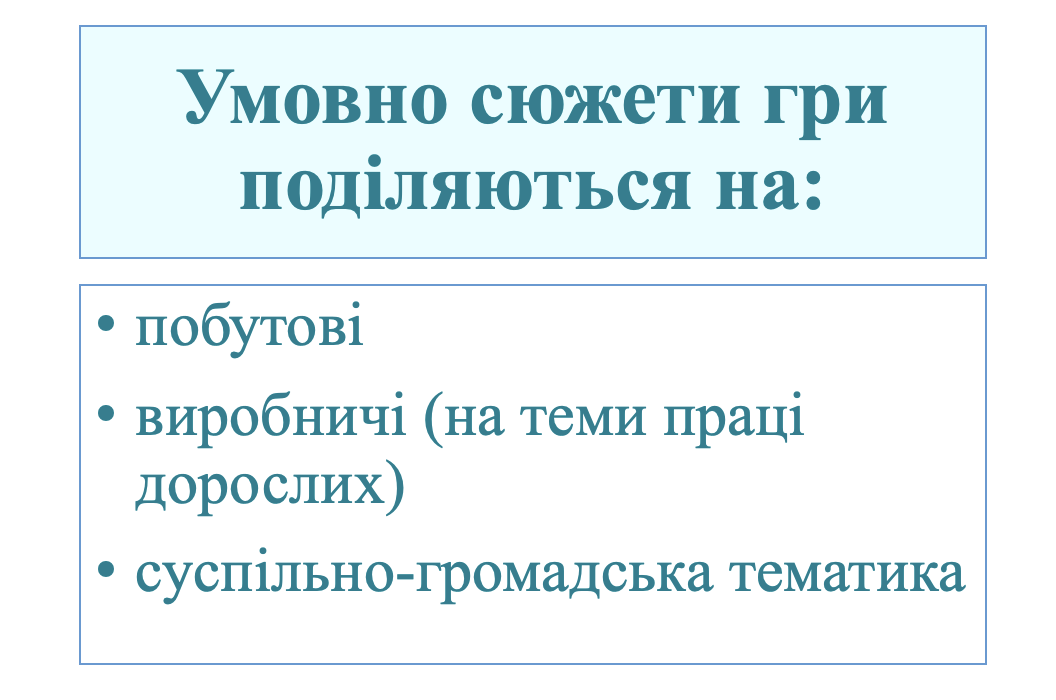 Умовно сюжети гри
поділяються на:
• побутові
• виробничі (на теми праці
дорослих)
• суспільно-громадська тематика